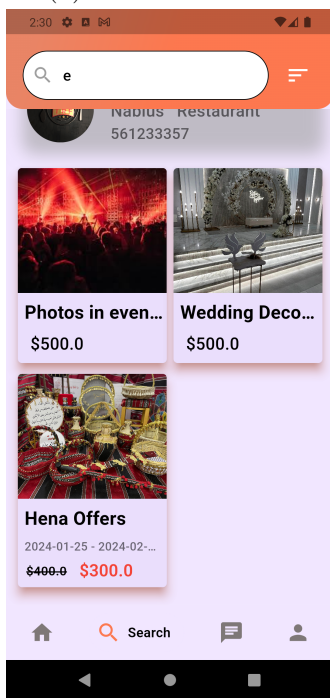 2:30
e
Nablus Restaurant
561233357
Photos in even...
$500.0
Wedding Deco...
$500.0
Hena Offers
2024-01-25 - 2024-02-...
$400.0 $300.0
Search